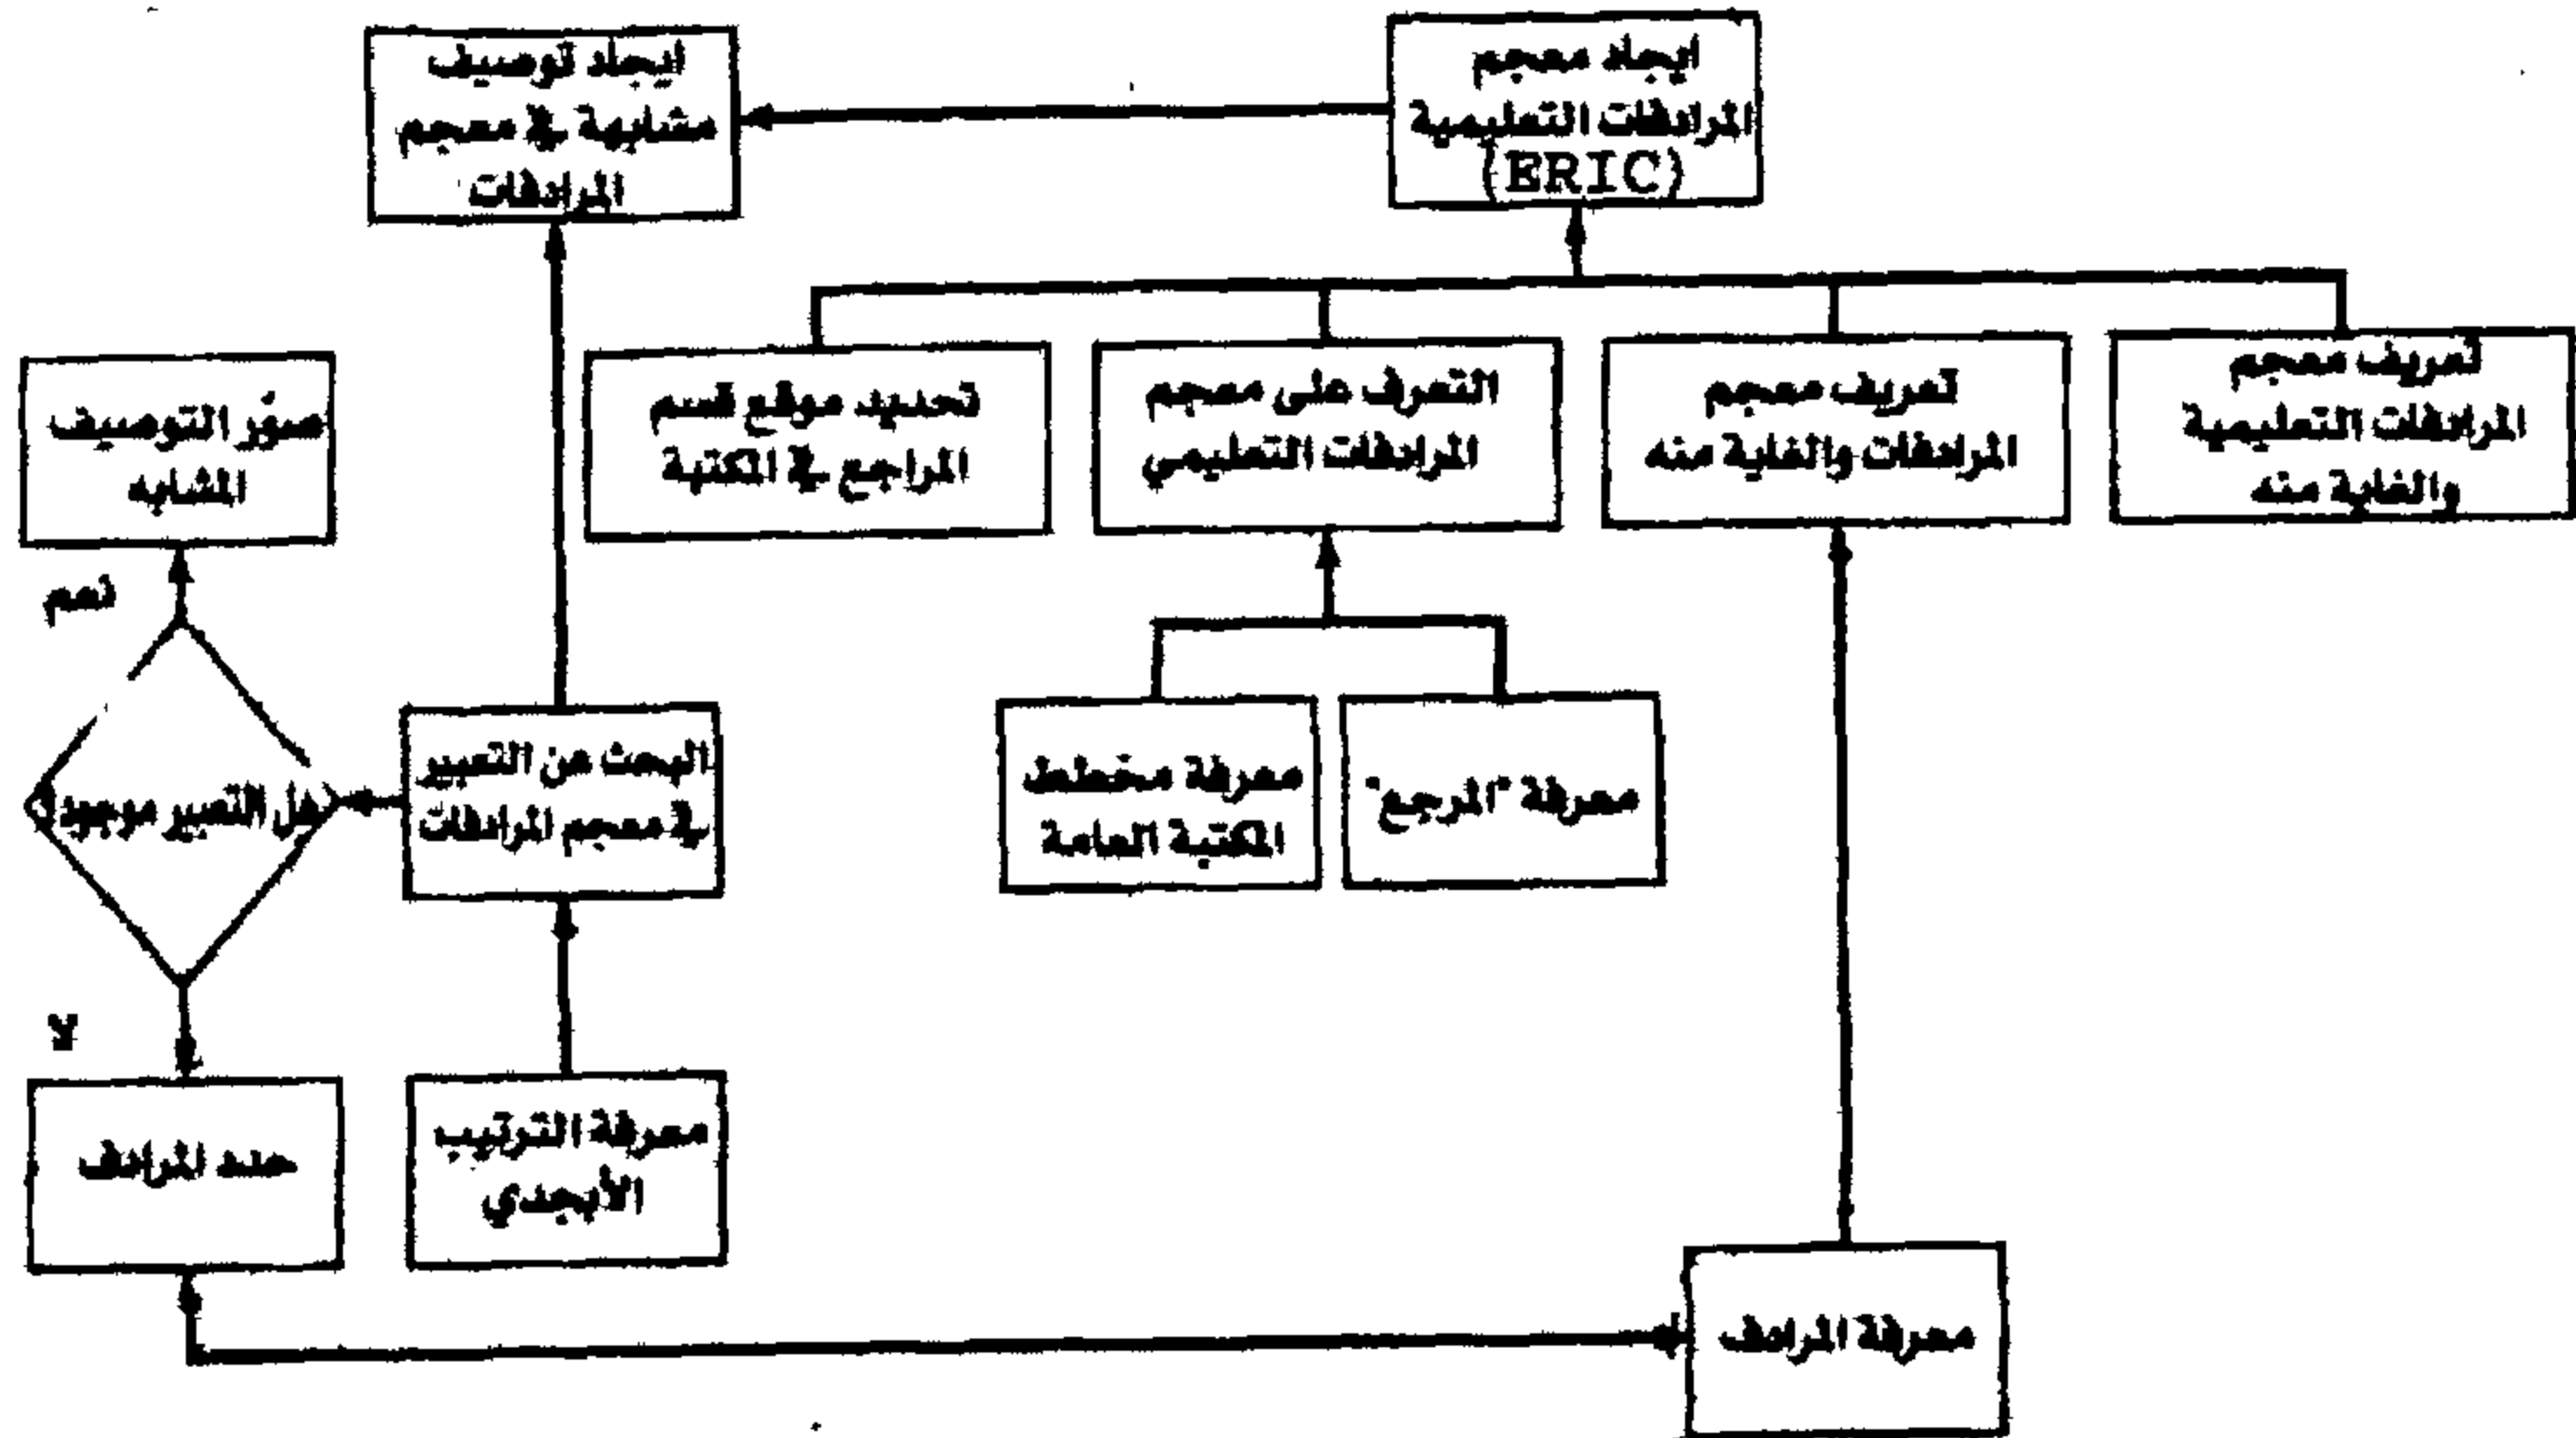 ايجاد معجم
المرادفات التعليمية
(ERIC)
ايجاد توصيف
مشابهة في معجم
المرادفات
تعريف معجم
المرادفات التعليمية
والغاية منه
تعريف معجم
المرادفات والغاية منه
التعرف على معجم
المرادفات التعليمي
تحديد موقع قسم
المراجع في المكتبة
صوّر التوصيف
المشابه
نعم
معرفة "المرجع"
معرفة مخطط
المكتبة العامة
البحث عن التعبير
في معجم المرادفات
هل التعبير موجود؟
لا
معرفة الترتيب
الأبجدي
حدد المرادف
معرفة المرادف